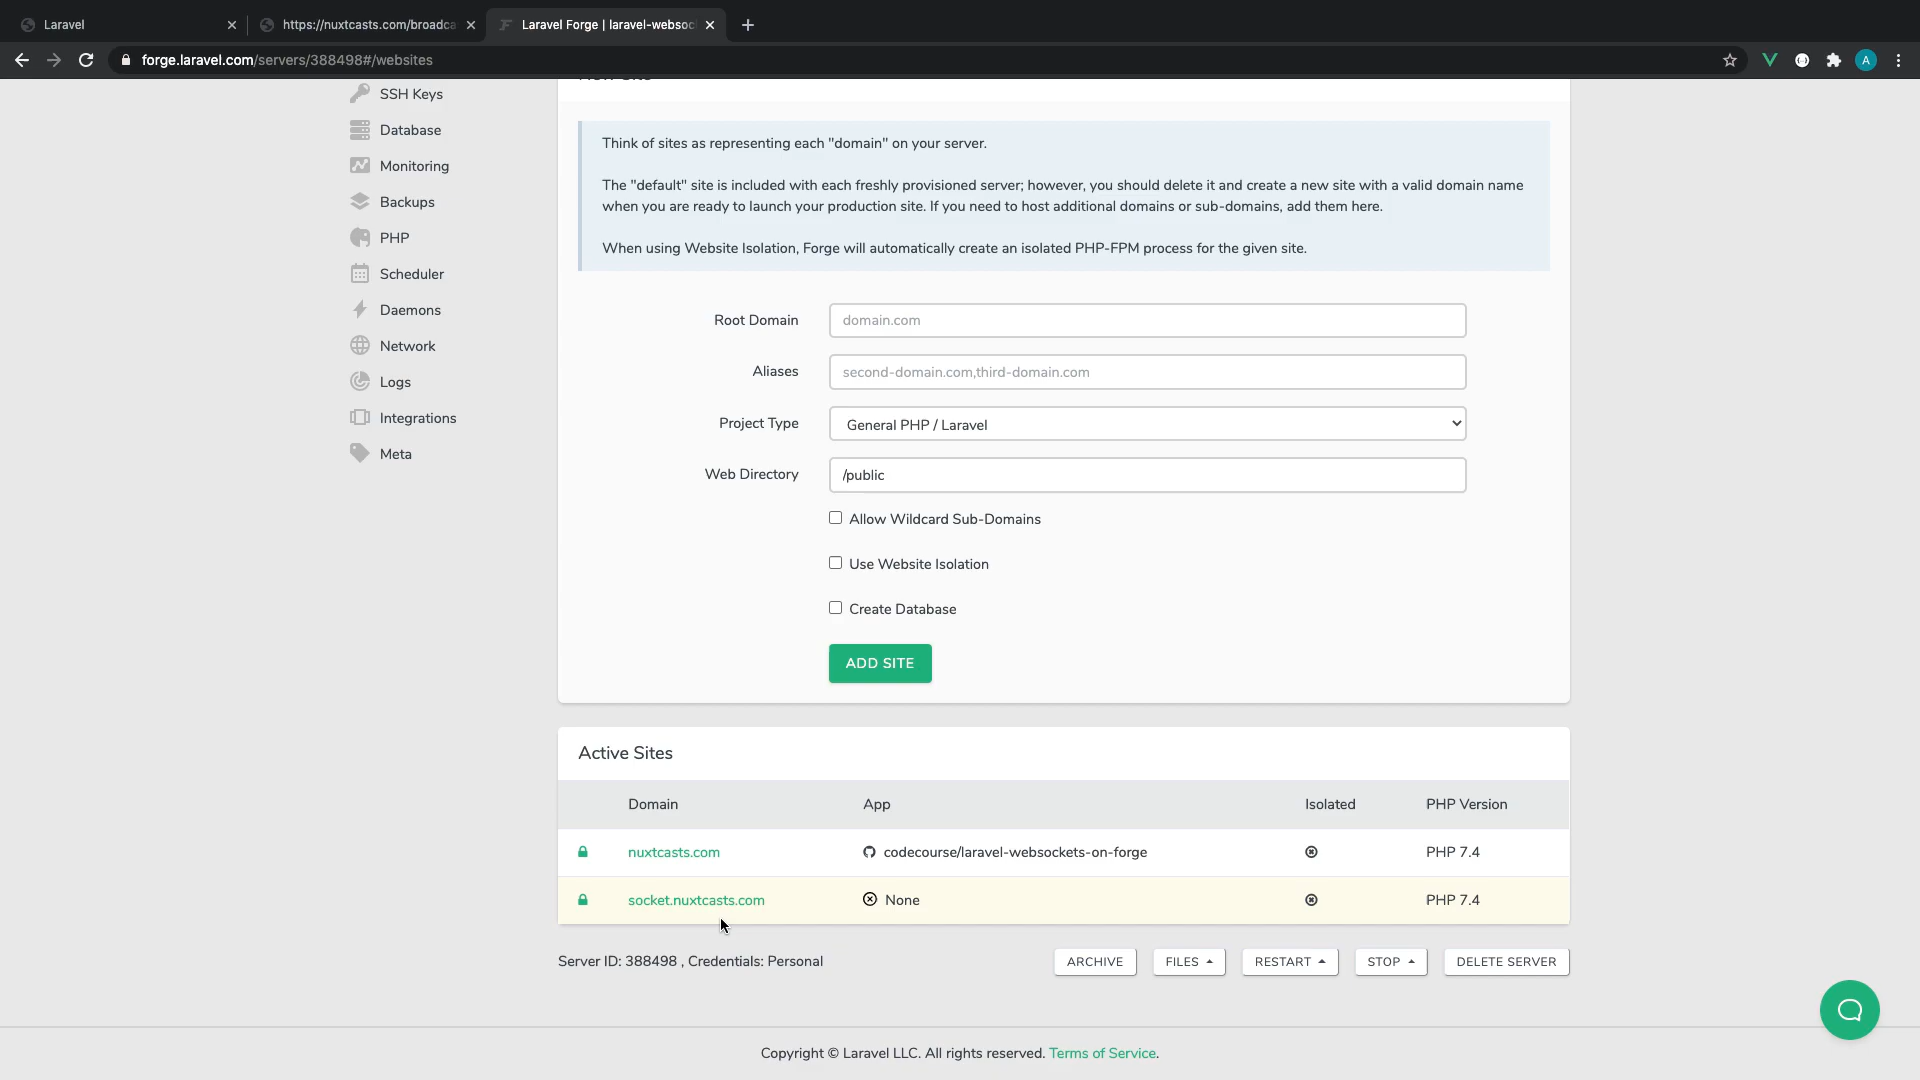 Laravel
https://nuxtcasts.com/broadca
Laravel Forge | laravel-websoc
forge.laravel.com/servers/388498#/websites
A
New Site
SSH Keys
Database
Monitoring
Backups
PHP
Scheduler
Daemons
Network
Logs
Integrations
Meta
Think of sites as representing each "domain" on your server.
The "default" site is included with each freshly provisioned server; however, you should delete it and create a new site with a valid domain name
when you are ready to launch your production site. If you need to host additional domains or sub-domains, add them here.
When using Website Isolation, Forge will automatically create an isolated PHP-FPM process for the given site.
Root Domain domain.com
Aliases second-domain.com,third-domain.com
Project Type General PHP / Laravel
Web Directory /public
Allow Wildcard Sub-Domains
Use Website Isolation
Create Database
ADD SITE
Active Sites
Domain App Isolated PHP Version
nuxtcasts.com codecourse/laravel-websockets-on-forge PHP 7.4
socket.nuxtcasts.com None PHP 7.4
Server ID: 388498 , Credentials: Personal ARCHIVE FILES RESTART STOP DELETE SERVER
Copyright © Laravel LLC. All rights reserved. Terms of Service.